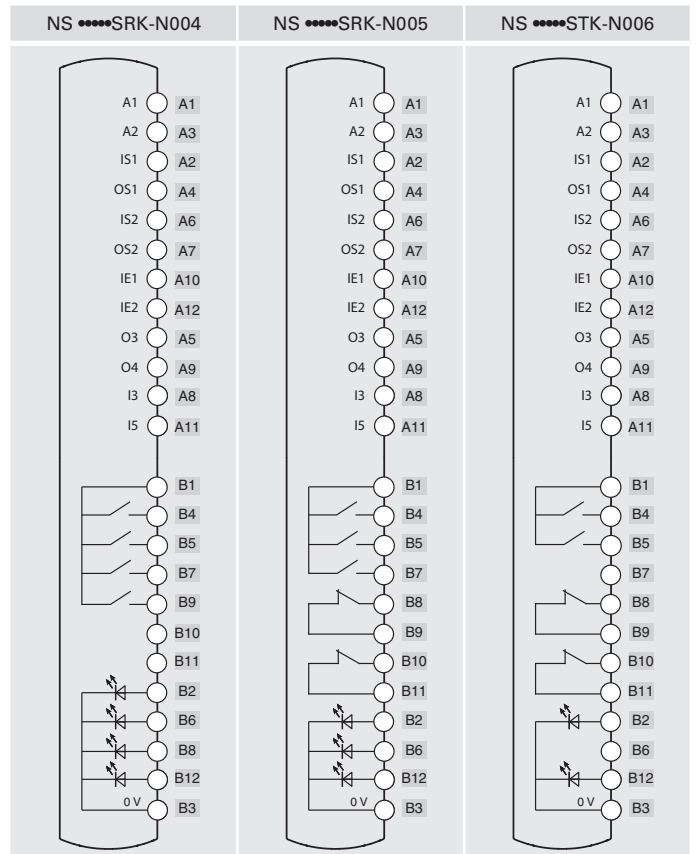 NS •••••SRK-N004 NS •••••SRK-N005 NS •••••STK-N006
A1 A1 A1 A1 A1 A1
A2 A3 A2 A3 A2 A3
IS1 A2 IS1 A2 IS1 A2
OS1 A4 OS1 A4 OS1 A4
IS2 A6 IS2 A6 IS2 A6
OS2 A7 OS2 A7 OS2 A7
IE1 A10 IE1 A10 IE1 A10
IE2 A12 IE2 A12 IE2 A12
O3 A5 O3 A5 O3 A5
O4 A9 O4 A9 O4 A9
I3 A8 I3 A8 I3 A8
I5 A11 I5 A11 I5 A11
B1 B1 B1
B4 B4 B4
B5 B5 B5
B7 B7 B7
B9 B8 B8
B10 B9 B9
B11 B10 B10
B2 B11 B11
B6 B2 B2
B8 B6 B6
B12 B12 B12
0 V B3 0 V B3 0 V B3